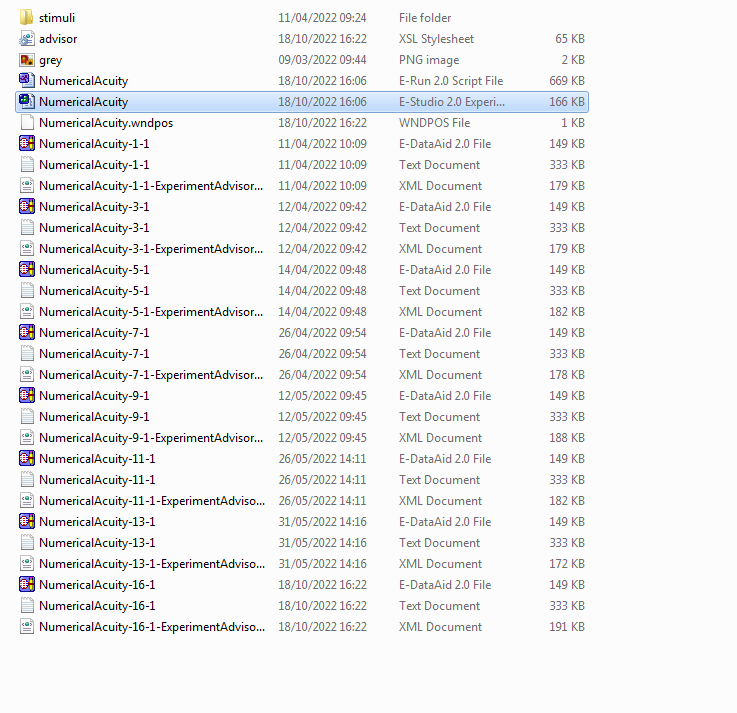 stimuli 11/04/2022 09:24 File folder
advisor 18/10/2022 16:22 XSL Stylesheet 65 KB
grey 09/03/2022 09:44 PNG image 2 KB
NumericalAcuity 18/10/2022 16:06 E-Run 2.0 Script File 669 KB
NumericalAcuity 18/10/2022 16:06 E-Studio 2.0 Experi... 166 KB
NumericalAcuity.wndpos 18/10/2022 16:22 WNDPOS File 1 KB
NumericalAcuity-1-1 11/04/2022 10:09 E-DataAid 2.0 File 149 KB
NumericalAcuity-1-1 11/04/2022 10:09 Text Document 333 KB
NumericalAcuity-1-1-ExperimentAdvisor... 11/04/2022 10:09 XML Document 179 KB
NumericalAcuity-3-1 12/04/2022 09:42 E-DataAid 2.0 File 149 KB
NumericalAcuity-3-1 12/04/2022 09:42 Text Document 333 KB
NumericalAcuity-3-1-ExperimentAdvisor... 12/04/2022 09:42 XML Document 179 KB
NumericalAcuity-5-1 14/04/2022 09:48 E-DataAid 2.0 File 149 KB
NumericalAcuity-5-1 14/04/2022 09:48 Text Document 333 KB
NumericalAcuity-5-1-ExperimentAdvisor... 14/04/2022 09:48 XML Document 182 KB
NumericalAcuity-7-1 26/04/2022 09:54 E-DataAid 2.0 File 149 KB
NumericalAcuity-7-1 26/04/2022 09:54 Text Document 333 KB
NumericalAcuity-7-1-ExperimentAdvisor... 26/04/2022 09:54 XML Document 178 KB
NumericalAcuity-9-1 12/05/2022 09:45 E-DataAid 2.0 File 149 KB
NumericalAcuity-9-1 12/05/2022 09:45 Text Document 333 KB
NumericalAcuity-9-1-ExperimentAdvisor... 12/05/2022 09:45 XML Document 188 KB
NumericalAcuity-11-1 26/05/2022 14:11 E-DataAid 2.0 File 149 KB
NumericalAcuity-11-1 26/05/2022 14:11 Text Document 333 KB
NumericalAcuity-11-1-ExperimentAdviso... 26/05/2022 14:11 XML Document 182 KB
NumericalAcuity-13-1 31/05/2022 14:16 E-DataAid 2.0 File 149 KB
NumericalAcuity-13-1 31/05/2022 14:16 Text Document 333 KB
NumericalAcuity-13-1-ExperimentAdviso... 31/05/2022 14:16 XML Document 172 KB
NumericalAcuity-16-1 18/10/2022 16:22 E-DataAid 2.0 File 149 KB
NumericalAcuity-16-1 18/10/2022 16:22 Text Document 333 KB
NumericalAcuity-16-1-ExperimentAdviso... 18/10/2022 16:22 XML Document 191 KB